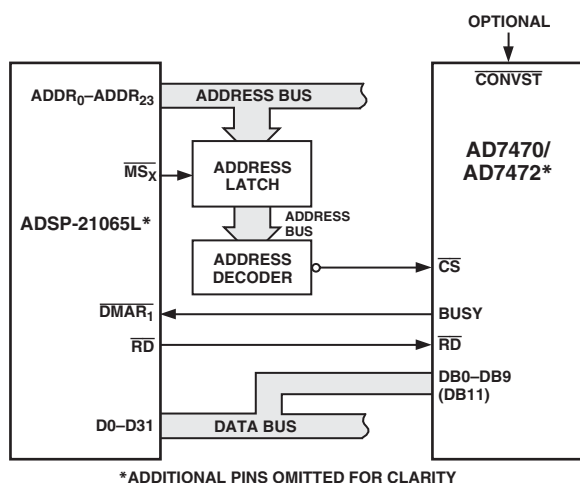 OPTIONAL
CONVST
ADDR0–ADDR23
ADDRESS BUS
AD7470/
AD7472*
MSX
ADDRESS
LATCH
ADSP-21065L*
ADDRESS
BUS
ADDRESS
DECODER
CS
DMAR1
BUSY
RD
RD
DB0–DB9
(DB11)
D0–D31
DATA BUS
*ADDITIONAL PINS OMITTED FOR CLARITY